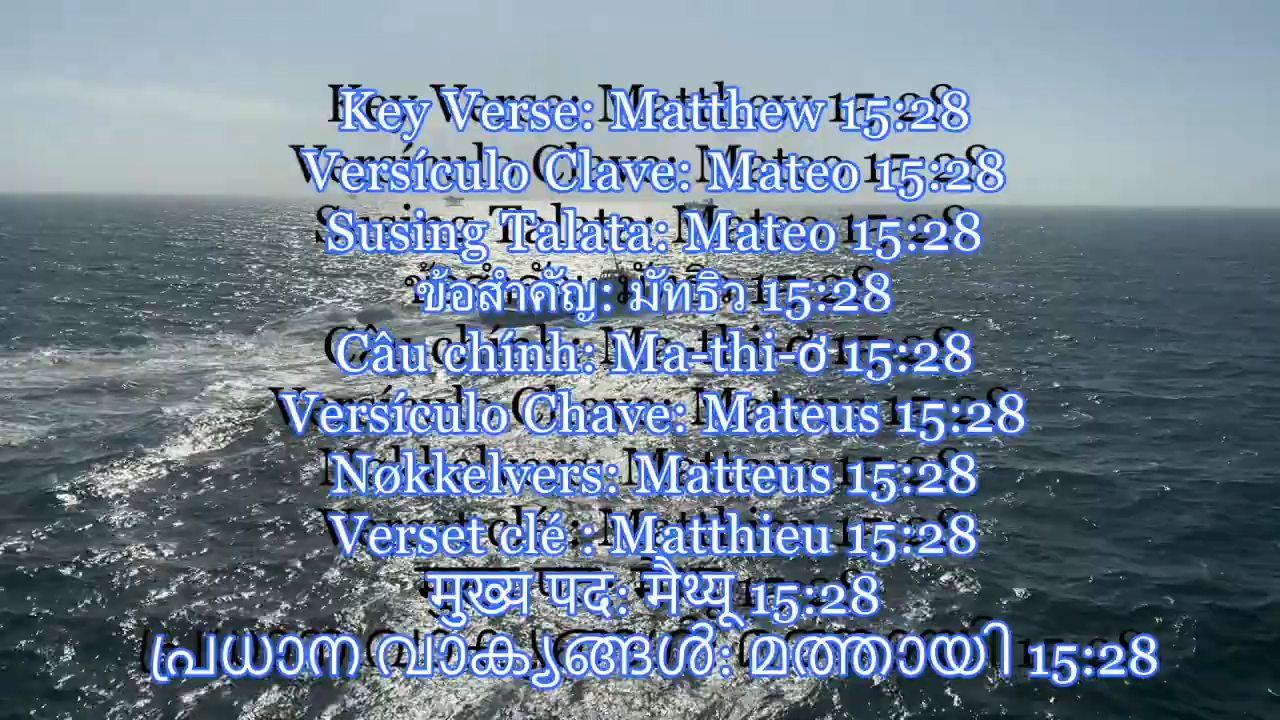 Key Verse: Matthew 15:28
Versículo Clave: Mateo 15:28
Susing Talata: Mateo 15:28
ข้อสำคัญ: มัทธิว 15:28
Câu chính: Ma-thi-ơ 15:28
Versículo Chave: Mateus 15:28
Nøkkelvers: Matteus 15:28
Verset clé : Matthieu 15:28
मुख्य पद: मैथ्यू 15:28
പ്രധാന വാക്യങ്ങൾ: മത്തായി 15:28